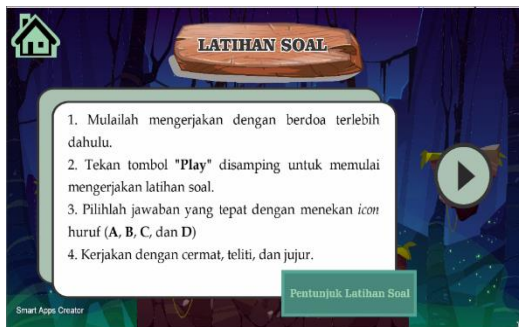 LATIHAN SOAL
1. Mulailah mengerjakan dengan berdoa terlebih
dahulu.
2. Tekan tombol "Play" disamping untuk memulai
mengerjakan latihan soal.
3. Pilihlah jawaban yang tepat dengan menekan icon
huruf (A, B, C, dan D)
4. Kerjakan dengan cermat, teliti, dan jujur.
Pentunjuk Latihan Soal
Smart Apps Creator